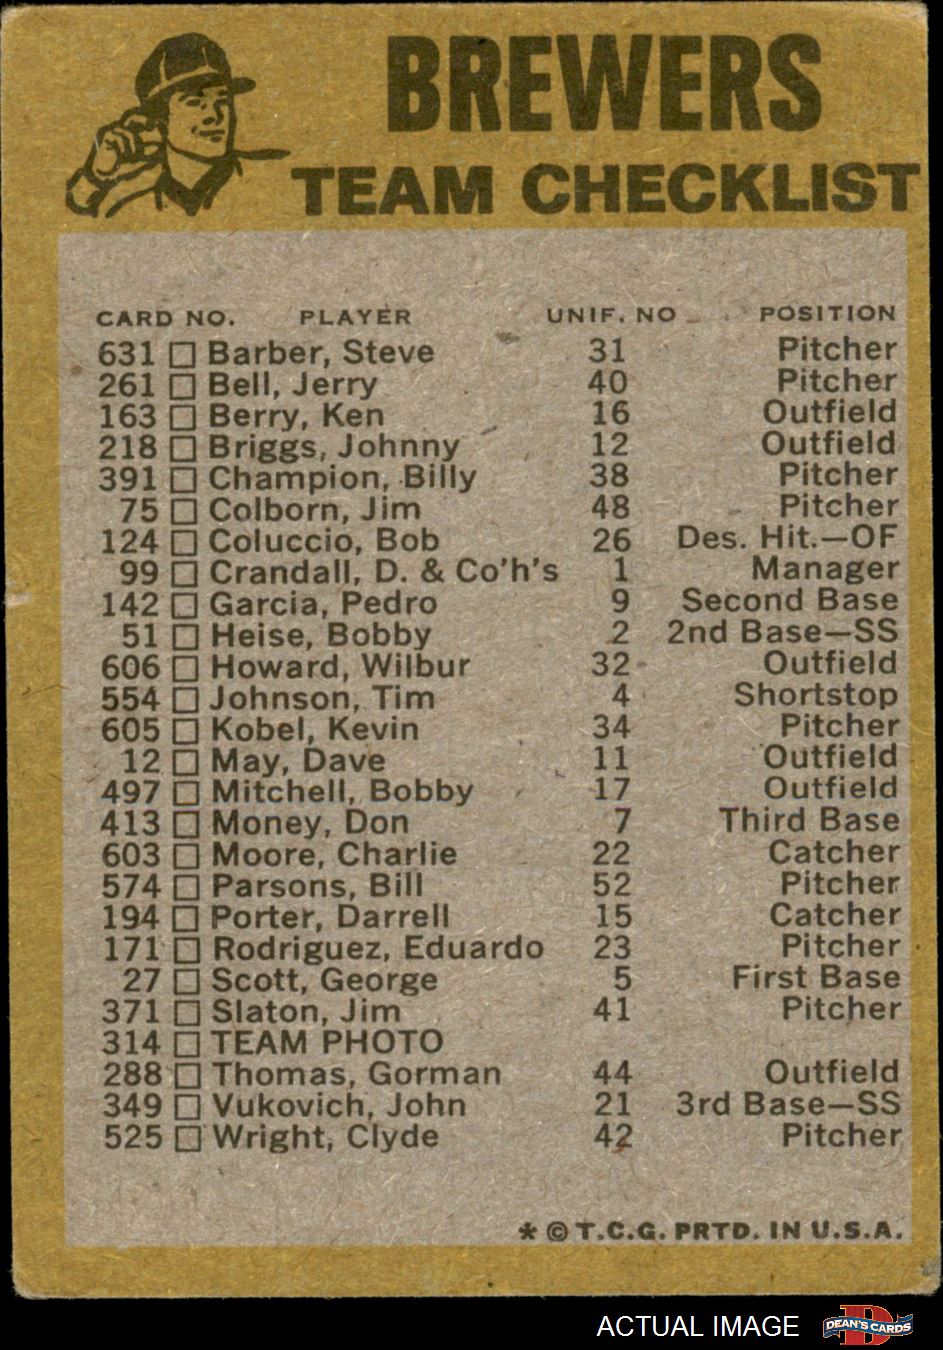 BREWERS
TEAM CHECKLIST
CARD NO. PLAYER UNIF. NO POSITION
631 Barber, Steve 31 Pitcher
261 Bell, Jerry 40 Pitcher
163 Berry, Ken 16 Outfield
218 Briggs, Johnny 12 Outfield
391 Champion, Billy 38 Pitcher
75 Colborn, Jim 48 Pitcher
124 Coluccio, Bob 26 Des. Hit.—OF
99 Crandall, D. & Co'h's 1 Manager
142 Garcia, Pedro 9 Second Base
51 Heise, Bobby 2 2nd Base—SS
606 Howard, Wilbur 32 Outfield
554 Johnson, Tim 4 Shortstop
605 Kobel, Kevin 34 Pitcher
12 May, Dave 11 Outfield
497 Mitchell, Bobby 17 Outfield
413 Money, Don 7 Third Base
603 Moore, Charlie 22 Catcher
574 Parsons, Bill 52 Pitcher
194 Porter, Darrell 15 Catcher
171 Rodriguez, Eduardo 23 Pitcher
27 Scott, George 5 First Base
371 Slaton, Jim 41 Pitcher
314 TEAM PHOTO
288 Thomas, Gorman 44 Outfield
349 Vukovich, John 21 3rd Base—SS
525 Wright, Clyde 42 Pitcher
* © T.C.G. PRTD. IN U.S.A.
ACTUAL IMAGE DEAN'S CARDS